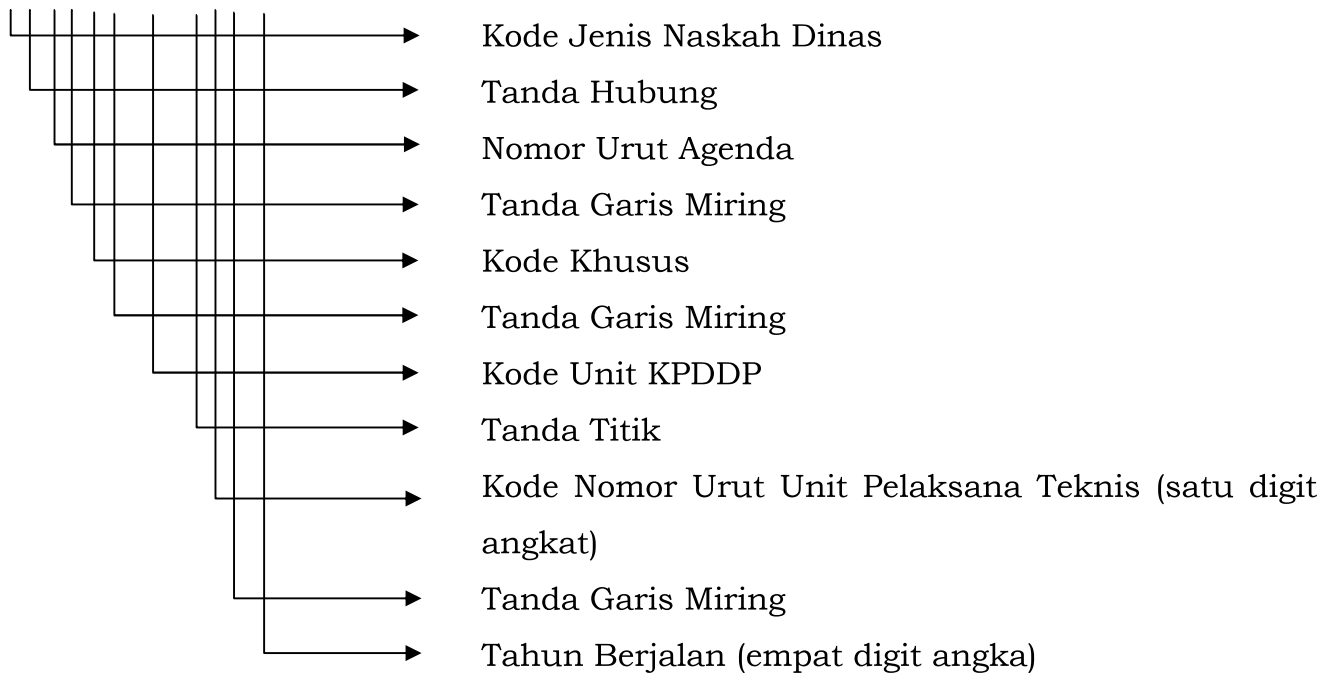 Kode Jenis Naskah Dinas
Tanda Hubung
Nomor Urut Agenda
Tanda Garis Miring
Kode Khusus
Tanda Garis Miring
Kode Unit KPDDP
Tanda Titik
Kode Nomor Urut Unit Pelaksana Teknis (satu digit
angkat)
Tanda Garis Miring
Tahun Berjalan (empat digit angka)